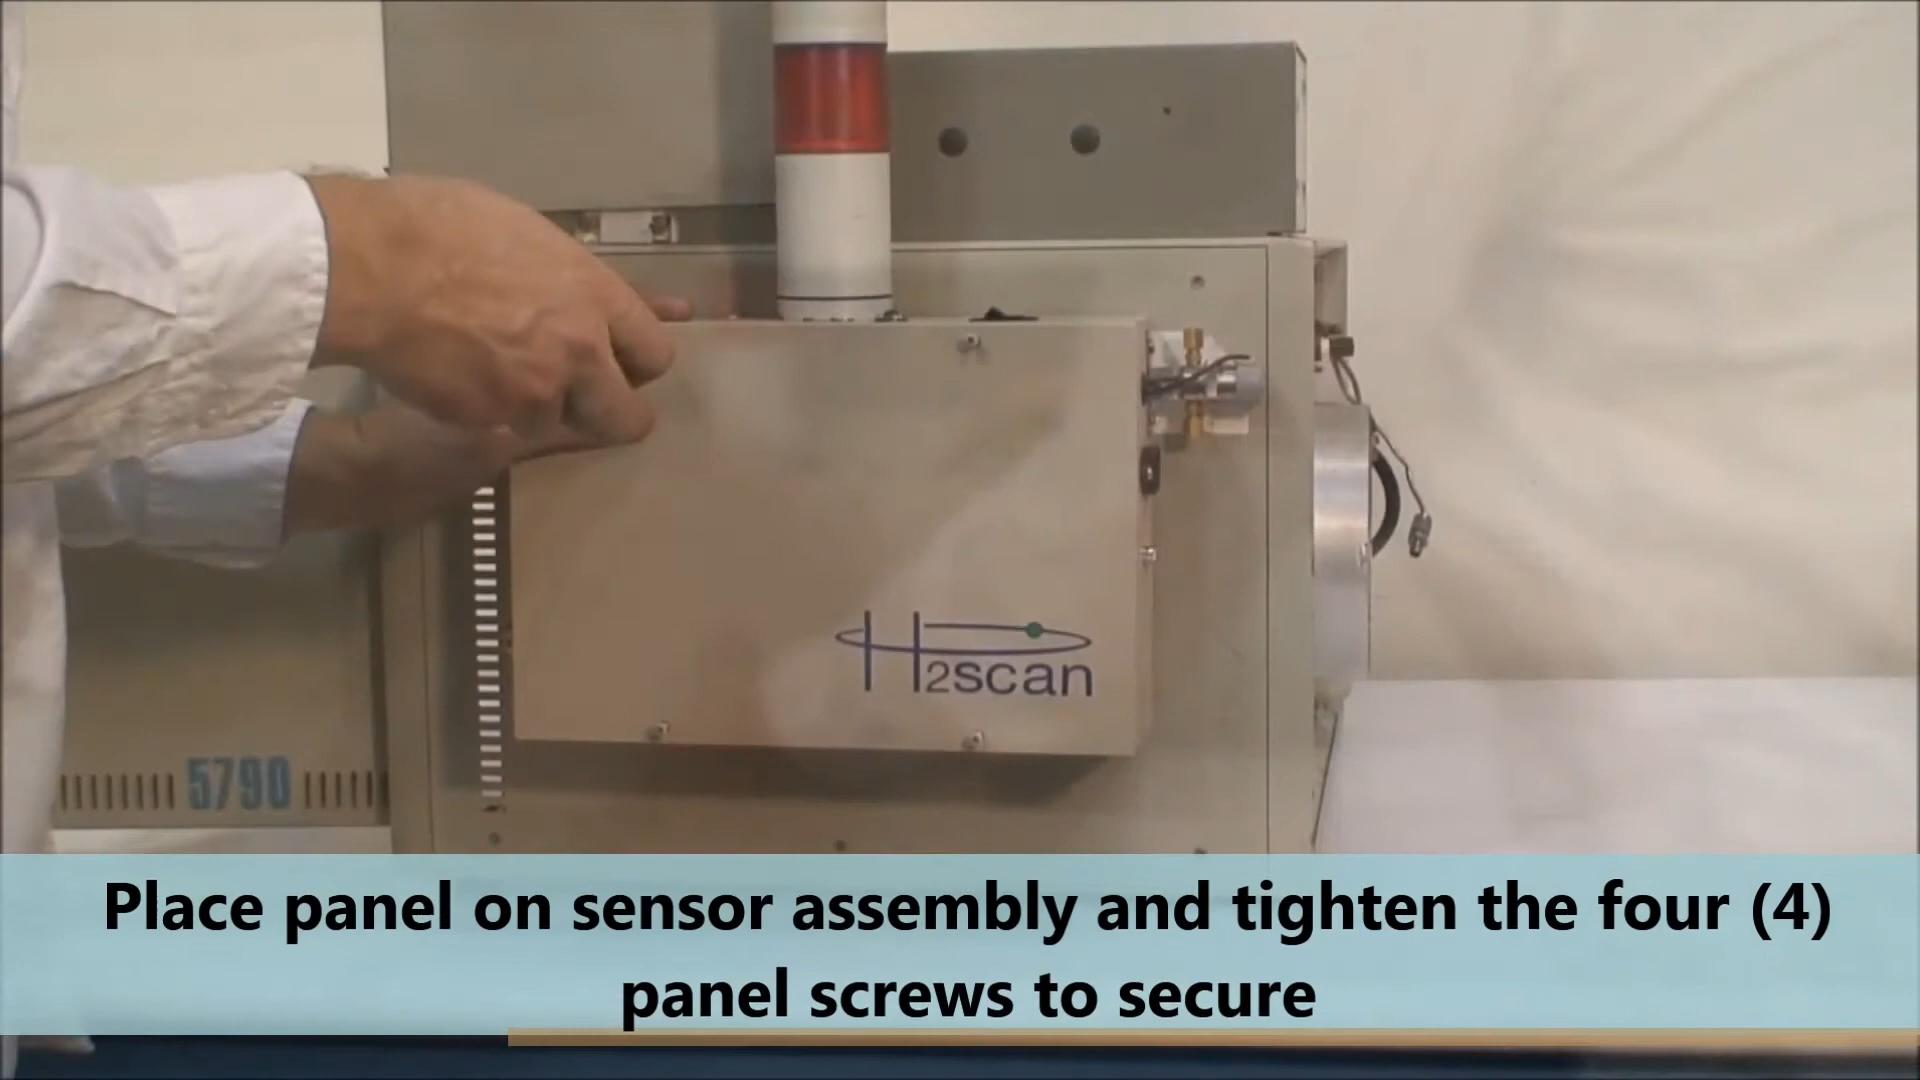 H2scan
5790
Place panel on sensor assembly and tighten the four (4)
panel screws to secure